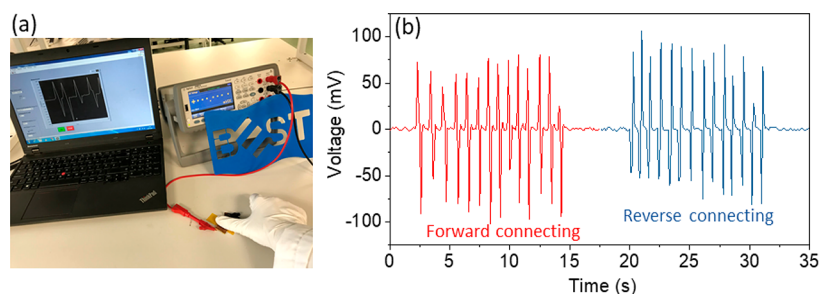 (a)
BEST
ThinkPad
(b)
Voltage (mV)
100
50
0
-50
-100
Forward connecting
Reverse connecting
0 5 10 15 20 25 30 35
Time (s)